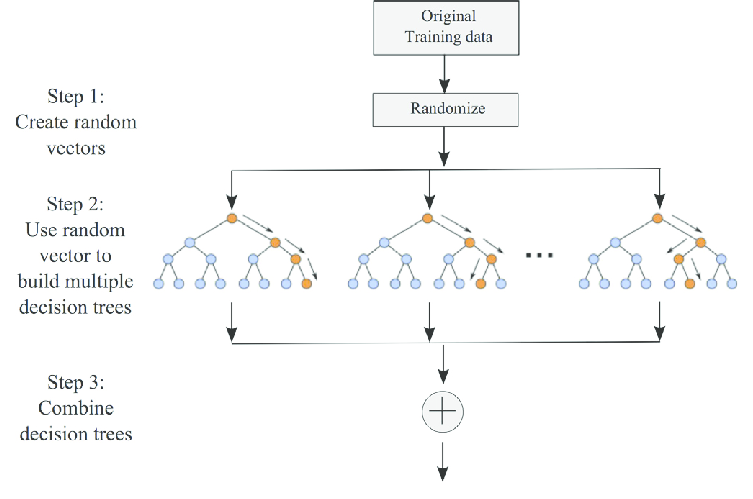 Original
Training data
Step 1:
Create random
vectors
Randomize
Step 2:
Use random
vector to
build multiple
decision trees
...
Step 3:
Combine
decision trees